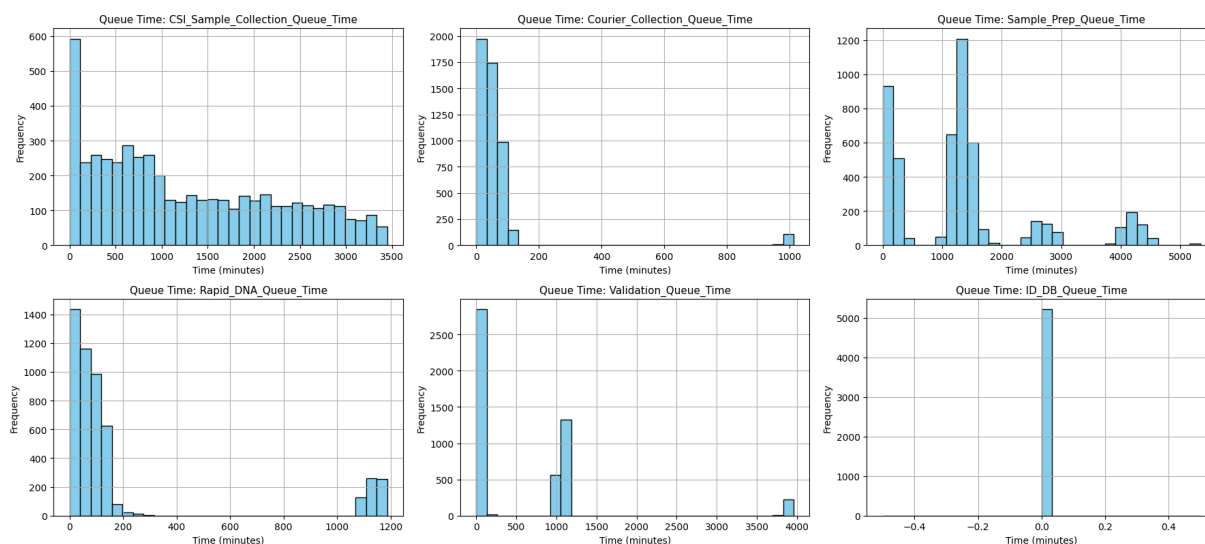 Queue Time: CSI_Sample_Collection_Queue_Time
600
500
400
300
200
100
0
Frequency
0 500 1000 1500 2000 2500 3000 3500
Time (minutes)
Queue Time: Courier_Collection_Queue_Time
2000
1750
1500
1250
1000
750
500
250
0
Frequency
0 200 400 600 800 1000
Time (minutes)
Queue Time: Sample_Prep_Queue_Time
1200
1000
800
600
400
200
0
Frequency
0 1000 2000 3000 4000 5000
Time (minutes)
Queue Time: Rapid_DNA_Queue_Time
1400
1200
1000
800
600
400
200
0
Frequency
0 200 400 600 800 1000 1200
Time (minutes)
Queue Time: Validation_Queue_Time
2500
2000
1500
1000
500
0
Frequency
0 500 1000 1500 2000 2500 3000 3500 4000
Time (minutes)
Queue Time: ID_DB_Queue_Time
5000
4000
3000
2000
1000
0
Frequency
−0.4 −0.2 0.0 0.2 0.4
Time (minutes)